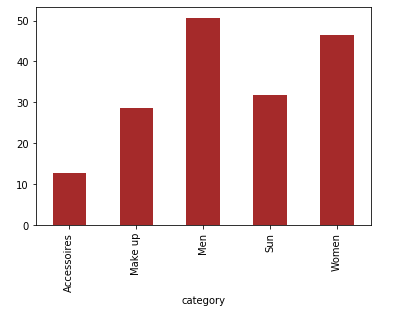 50
40
30
20
10
0
Accessoires
Make up
Men
Sun
Women
category